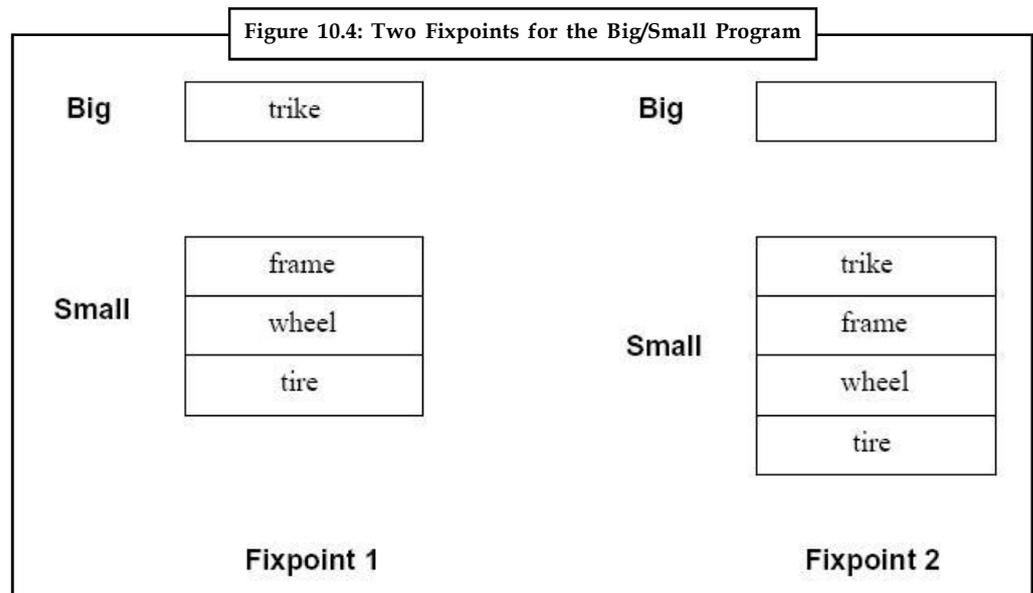 Figure 10.4: Two Fixpoints for the Big/Small Program
Big
trike
Small
frame
wheel
tire
Fixpoint 1
Big
Small
trike
frame
wheel
tire
Fixpoint 2